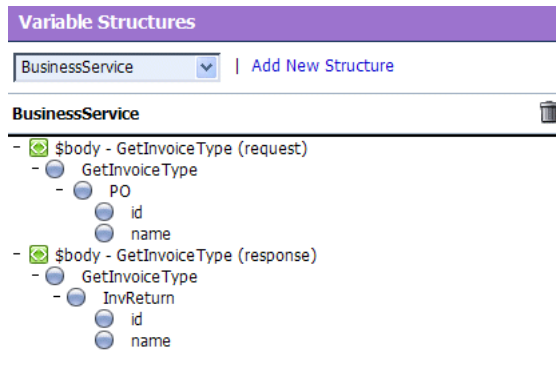 Variable Structures
BusinessService | Add New Structure
BusinessService
- $body - GetInvoiceType (request)
- GetInvoiceType
- PO
id
name
- $body - GetInvoiceType (response)
- GetInvoiceType
- InvReturn
id
name